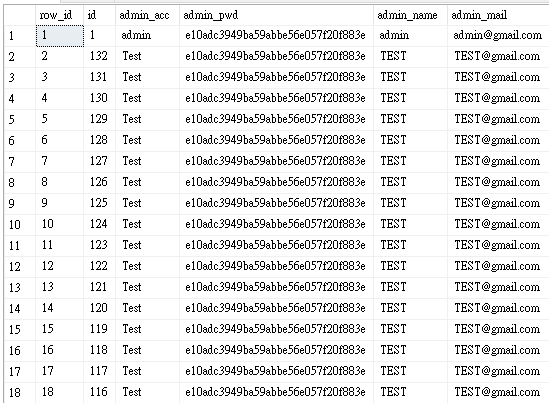 row_id id admin_acc admin_pwd admin_name admin_mail
1 1 1 admin e10adc3949ba59abbe56e057f20f883e admin admin@gmail.com
2 2 132 Test e10adc3949ba59abbe56e057f20f883e TEST TEST@gmail.com
3 3 131 Test e10adc3949ba59abbe56e057f20f883e TEST TEST@gmail.com
4 4 130 Test e10adc3949ba59abbe56e057f20f883e TEST TEST@gmail.com
5 5 129 Test e10adc3949ba59abbe56e057f20f883e TEST TEST@gmail.com
6 6 128 Test e10adc3949ba59abbe56e057f20f883e TEST TEST@gmail.com
7 7 127 Test e10adc3949ba59abbe56e057f20f883e TEST TEST@gmail.com
8 8 126 Test e10adc3949ba59abbe56e057f20f883e TEST TEST@gmail.com
9 9 125 Test e10adc3949ba59abbe56e057f20f883e TEST TEST@gmail.com
10 10 124 Test e10adc3949ba59abbe56e057f20f883e TEST TEST@gmail.com
11 11 123 Test e10adc3949ba59abbe56e057f20f883e TEST TEST@gmail.com
12 12 122 Test e10adc3949ba59abbe56e057f20f883e TEST TEST@gmail.com
13 13 121 Test e10adc3949ba59abbe56e057f20f883e TEST TEST@gmail.com
14 14 120 Test e10adc3949ba59abbe56e057f20f883e TEST TEST@gmail.com
15 15 119 Test e10adc3949ba59abbe56e057f20f883e TEST TEST@gmail.com
16 16 118 Test e10adc3949ba59abbe56e057f20f883e TEST TEST@gmail.com
17 17 117 Test e10adc3949ba59abbe56e057f20f883e TEST TEST@gmail.com
18 18 116 Test e10adc3949ba59abbe56e057f20f883e TEST TEST@gmail.com